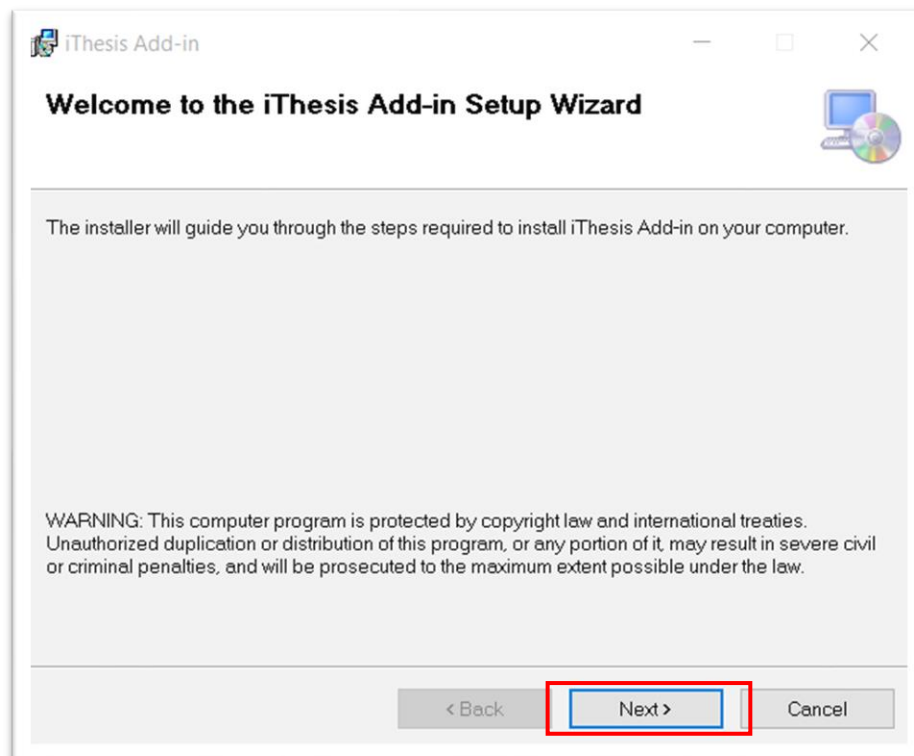 iThesis Add-in
Welcome to the iThesis Add-in Setup Wizard
The installer will guide you through the steps required to install iThesis Add-in on your computer.
WARNING: This computer program is protected by copyright law and international treaties.
Unauthorized duplication or distribution of this program, or any portion of it, may result in severe civil
or criminal penalties, and will be prosecuted to the maximum extent possible under the law.
< Back Next > Cancel